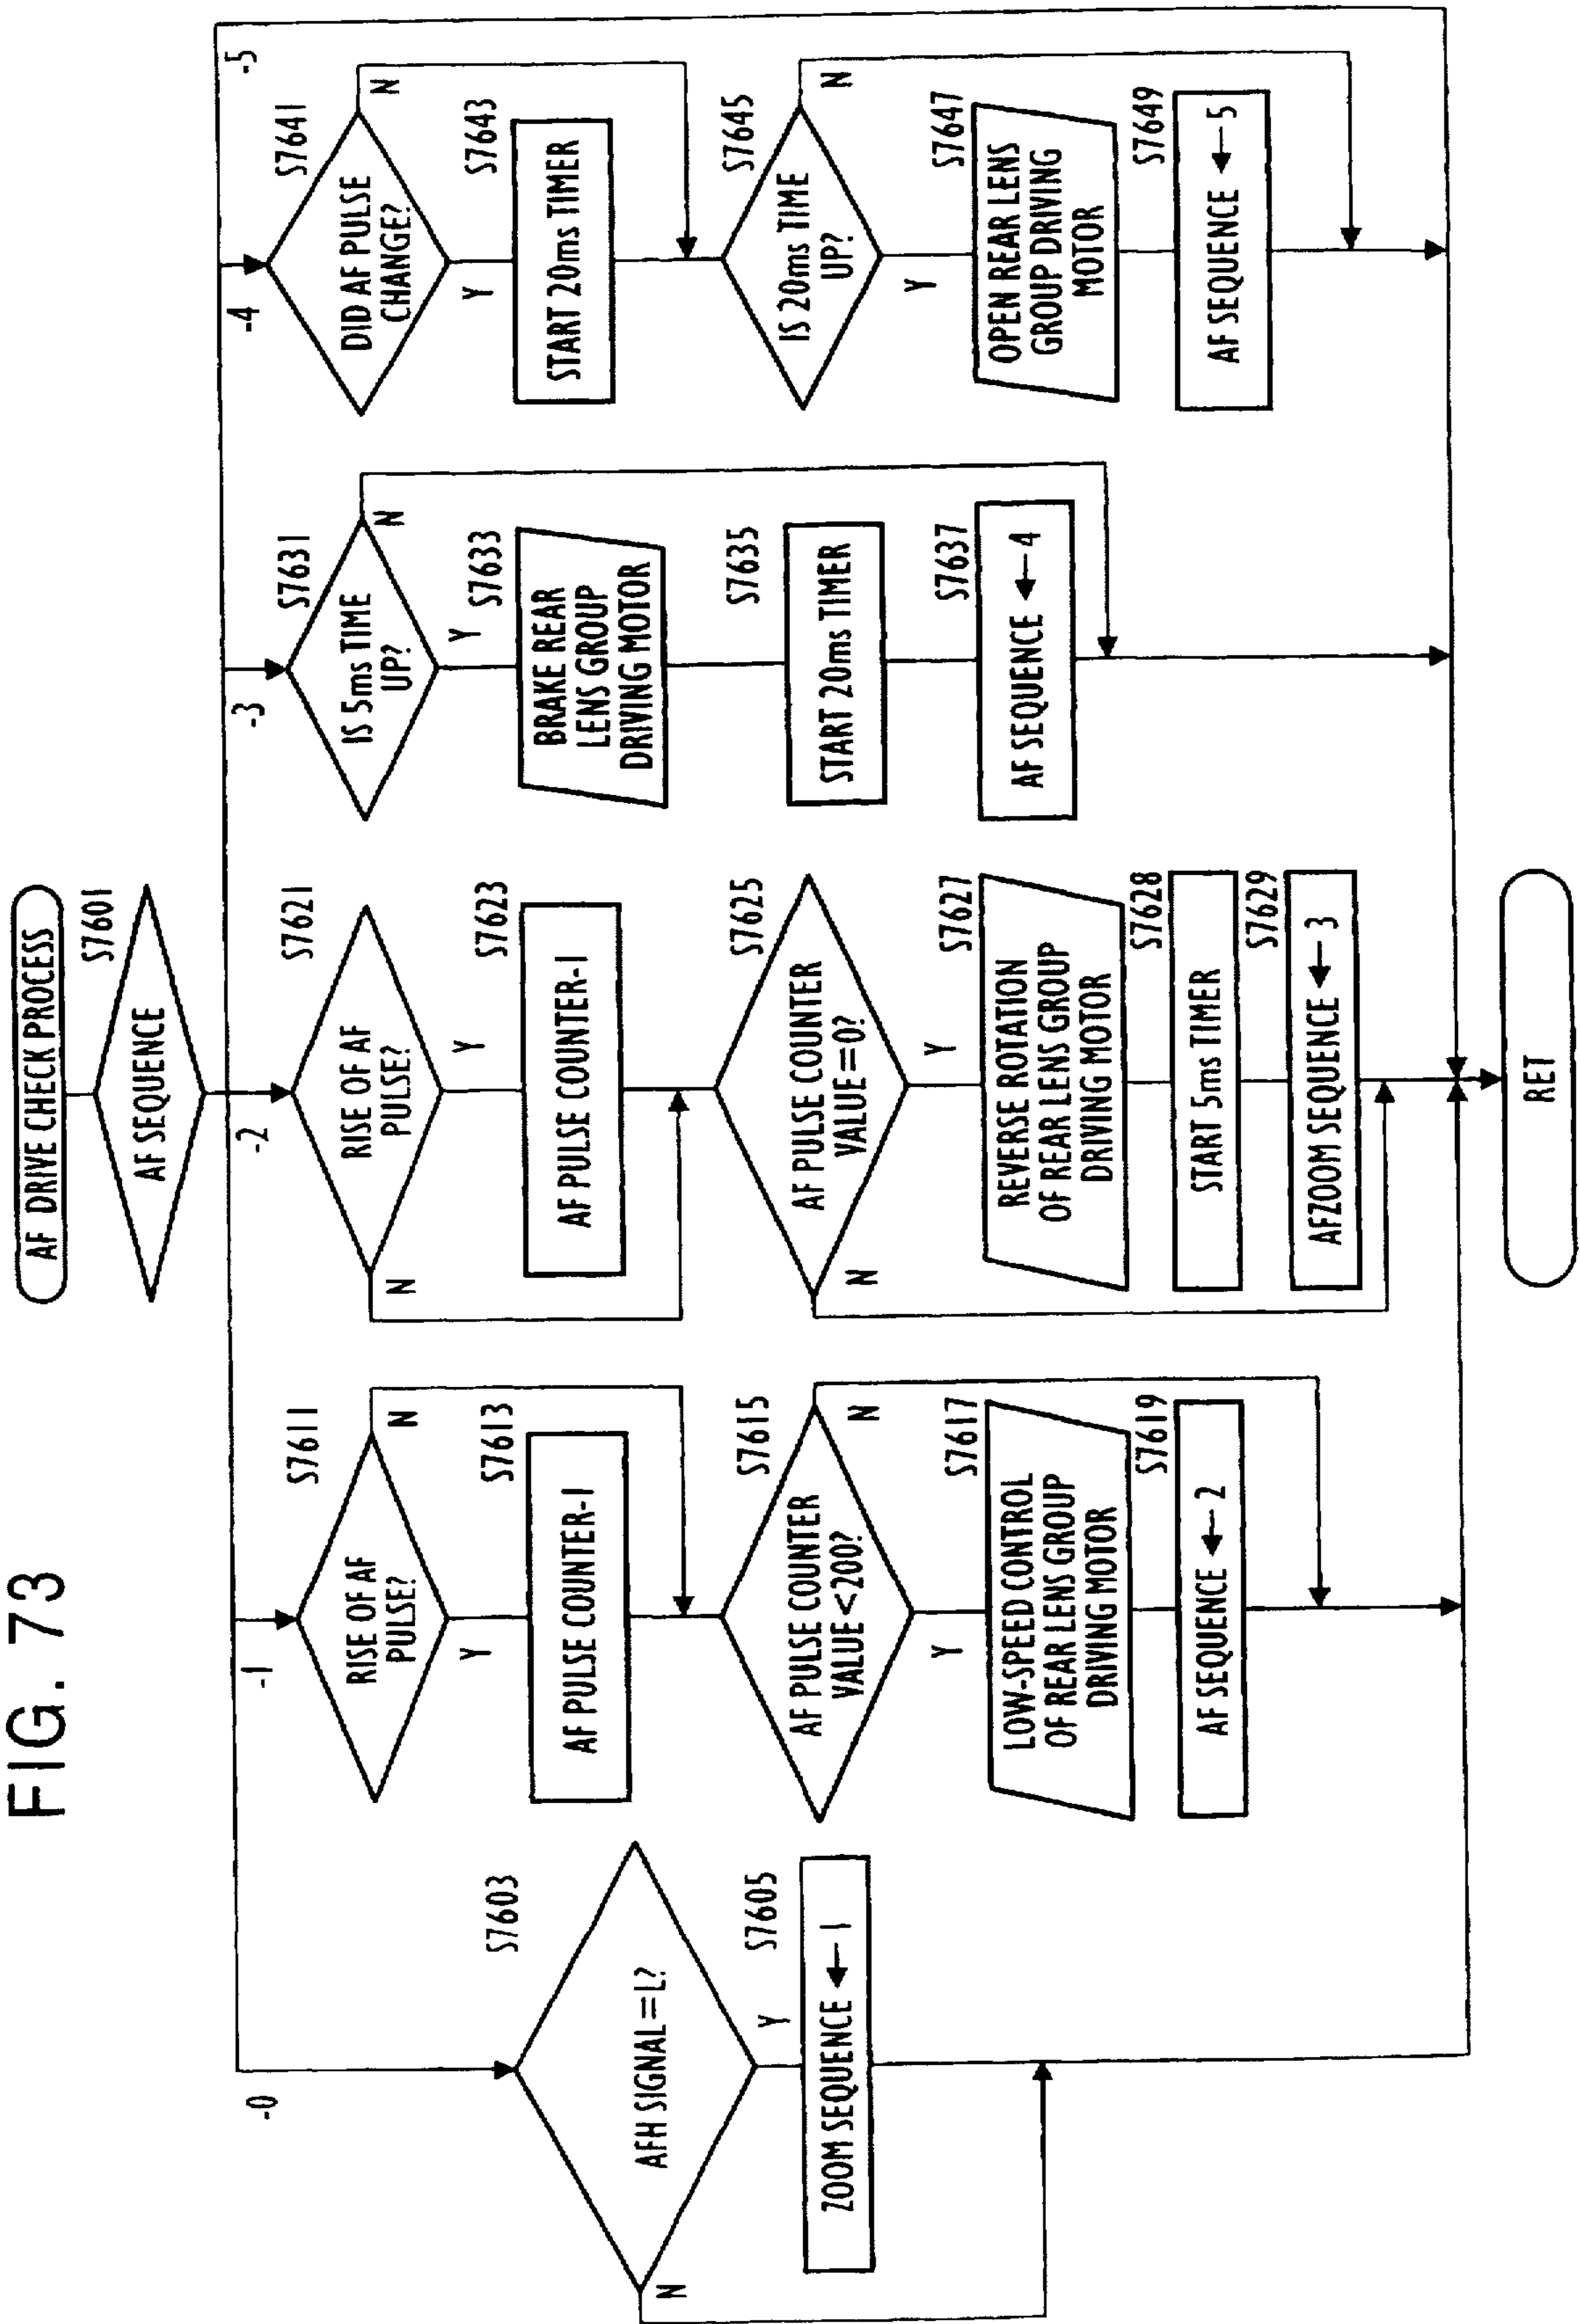 FIG. 73
AF DRIVE CHECK PROCESS
S7601
AF SEQUENCE
-0
S7603
AFH SIGNAL=L?
N
Y
S7605
ZOOM SEQUENCE ← 1
-1
S7611
RISE OF AF
PULSE?
N
Y
S7613
AF PULSE COUNTER-1
S7615
AF PULSE COUNTER
VALUE<200?
N
Y
S7617
LOW-SPEED CONTROL
OF REAR LENS GROUP
DRIVING MOTOR
S7619
AF SEQUENCE ← 2
-2
S7621
RISE OF AF
PULSE?
N
Y
S7623
AF PULSE COUNTER-1
S7625
AF PULSE COUNTER
VALUE=0?
N
Y
S7627
REVERSE ROTATION
OF REAR LENS GROUP
DRIVING MOTOR
S7628
START 5ms TIMER
S7629
AFZOOM SEQUENCE ← 3
-3
S7631
IS 5ms TIME
UP?
N
Y
S7633
BRAKE REAR
LENS GROUP
DRIVING MOTOR
S7635
START 20ms TIMER
S7637
AF SEQUENCE ← 4
-4
S7641
DID AF PULSE
CHANGE?
N
Y
S7643
START 20ms TIMER
S7645
IS 20ms TIME
UP?
N
Y
S7647
OPEN REAR LENS
GROUP DRIVING
MOTOR
S7649
AF SEQUENCE ← 5
-5
RET